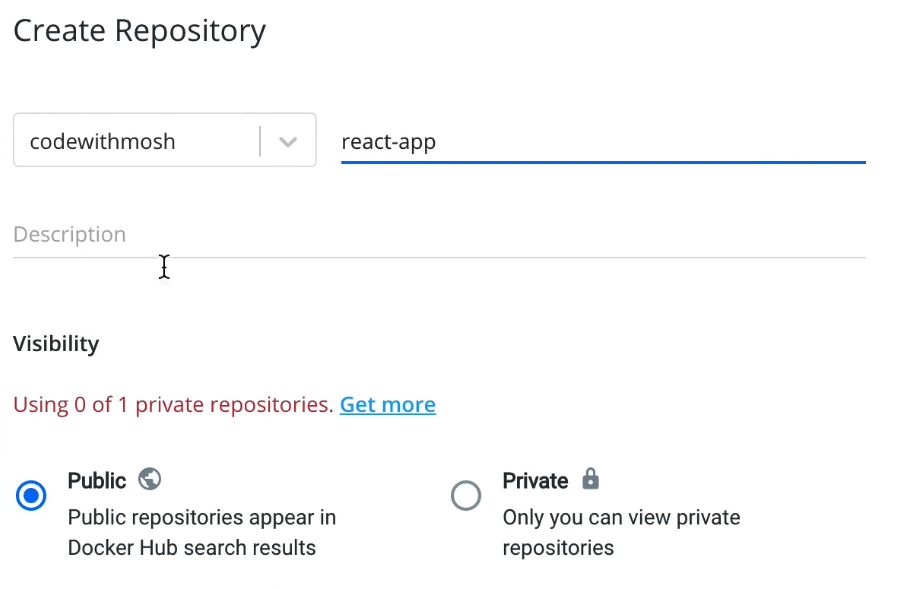 Create Repository
codewithmosh
react-app
Description
Visibility
Using 0 of 1 private repositories. Get more
Public
Public repositories appear in
Docker Hub search results
Private
Only you can view private
repositories